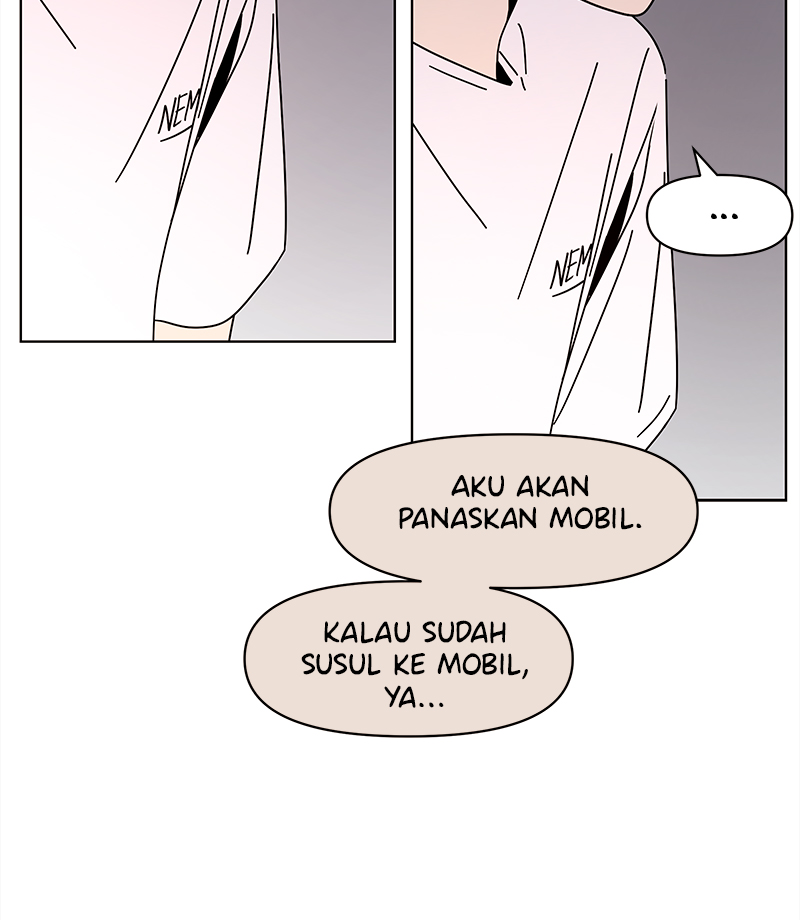 NEM
NEM
...
AKU AKAN
PANASKAN MOBIL.
KALAU SUDAH
SUSUL KE MOBIL,
YA...